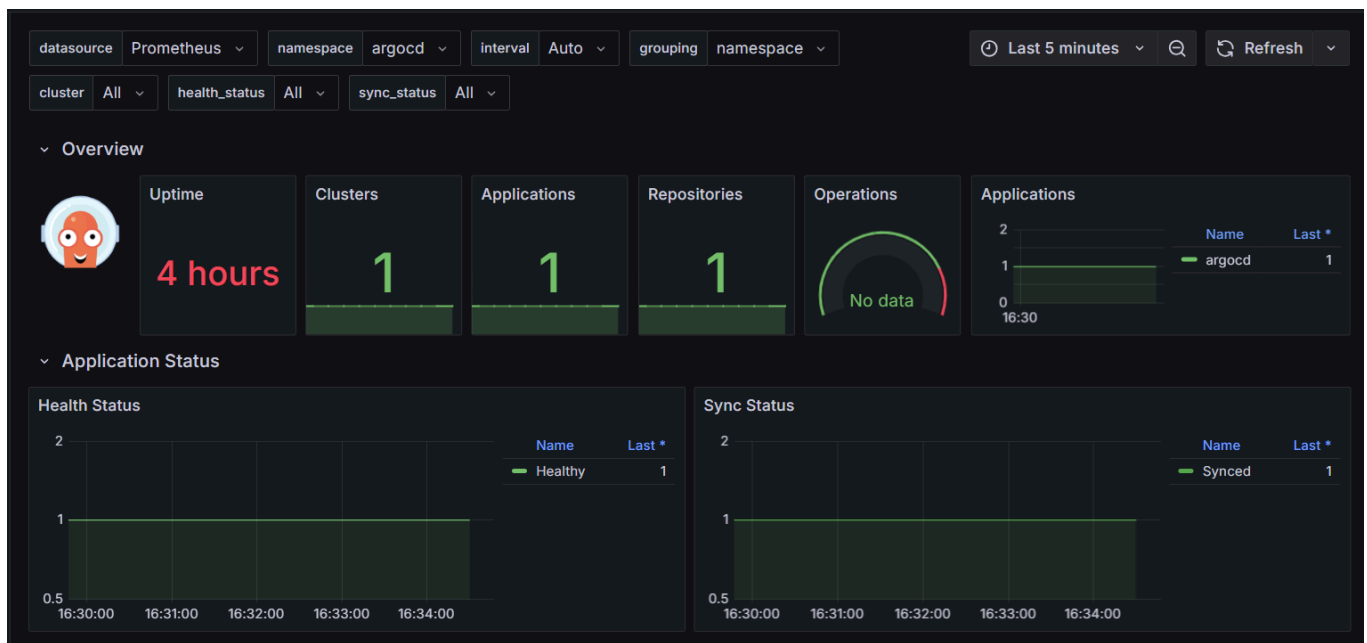 datasource Prometheus namespace argocd interval Auto grouping namespace Last 5 minutes Refresh
cluster All health_status All sync_status All
Overview
Uptime
4 hours
Clusters
1
Applications
1
Repositories
1
Operations
No data
Applications
2
1
0
16:30
Name Last *
argocd 1
Application Status
Health Status
2
1
0.5
16:30:00 16:31:00 16:32:00 16:33:00 16:34:00
Name Last *
Healthy 1
Sync Status
2
1
0.5
16:30:00 16:31:00 16:32:00 16:33:00 16:34:00
Name Last *
Synced 1